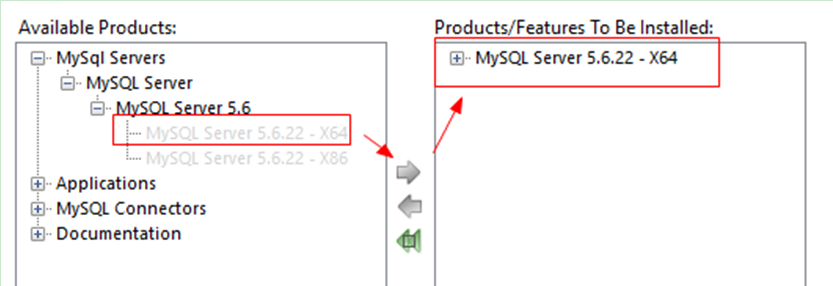 Available Products:
MySql Servers
MySQL Server
MySQL Server 5.6
MySQL Server 5.6.22 - X64
MySQL Server 5.6.22 - X86
Applications
MySQL Connectors
Documentation
Products/Features To Be Installed:
MySQL Server 5.6.22 - X64